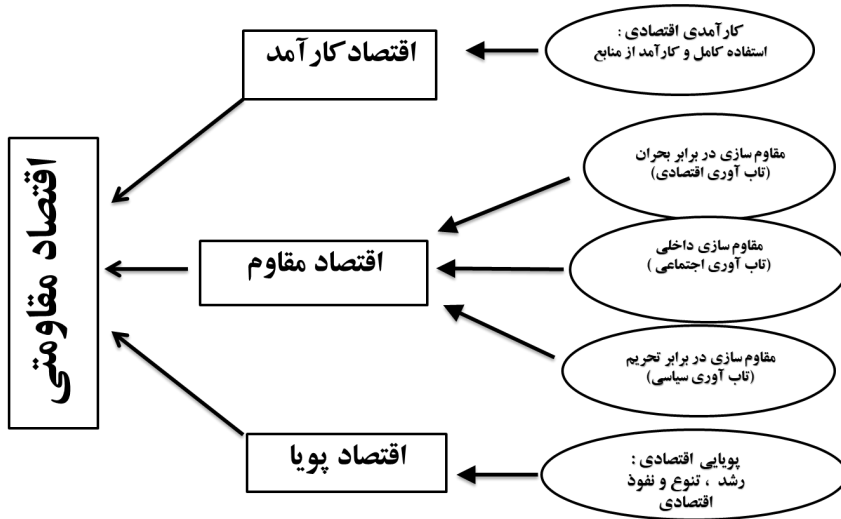 کارآمدی اقتصادی :
استفاده کامل و کارآمد از منابع
اقتصاد کارآمد
مقاوم سازی در برابر بحران
(تاب آوری اقتصادی)
مقاوم سازی داخلی
(تاب آوری اجتماعی )
مقاوم سازی در برابر تحریم
(تاب آوری سیاسی)
اقتصاد مقاوم
پویایی اقتصادی :
رشد ، تنوع و نفوذ
اقتصادی
اقتصاد پویا
اقتصاد مقاومتی